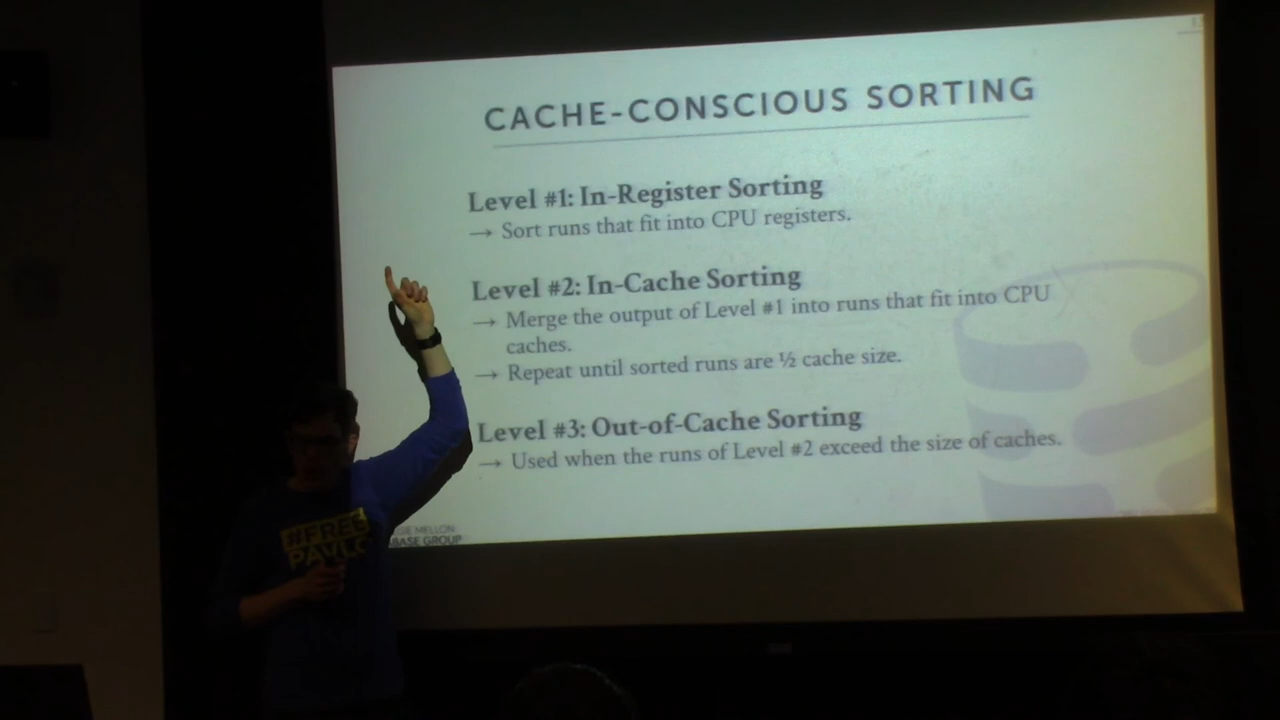 CACHE-CONSCIOUS SORTING
Level #1: In-Register Sorting
→ Sort runs that fit into CPU registers.
Level #2: In-Cache Sorting
→ Merge the output of Level #1 into runs that fit into CPU
caches.
→ Repeat until sorted runs are ½ cache size.
Level #3: Out-of-Cache Sorting
→ Used when the runs of Level #2 exceed the size of caches.
MELLON
BASE GROUP
#FREE
PAVLO